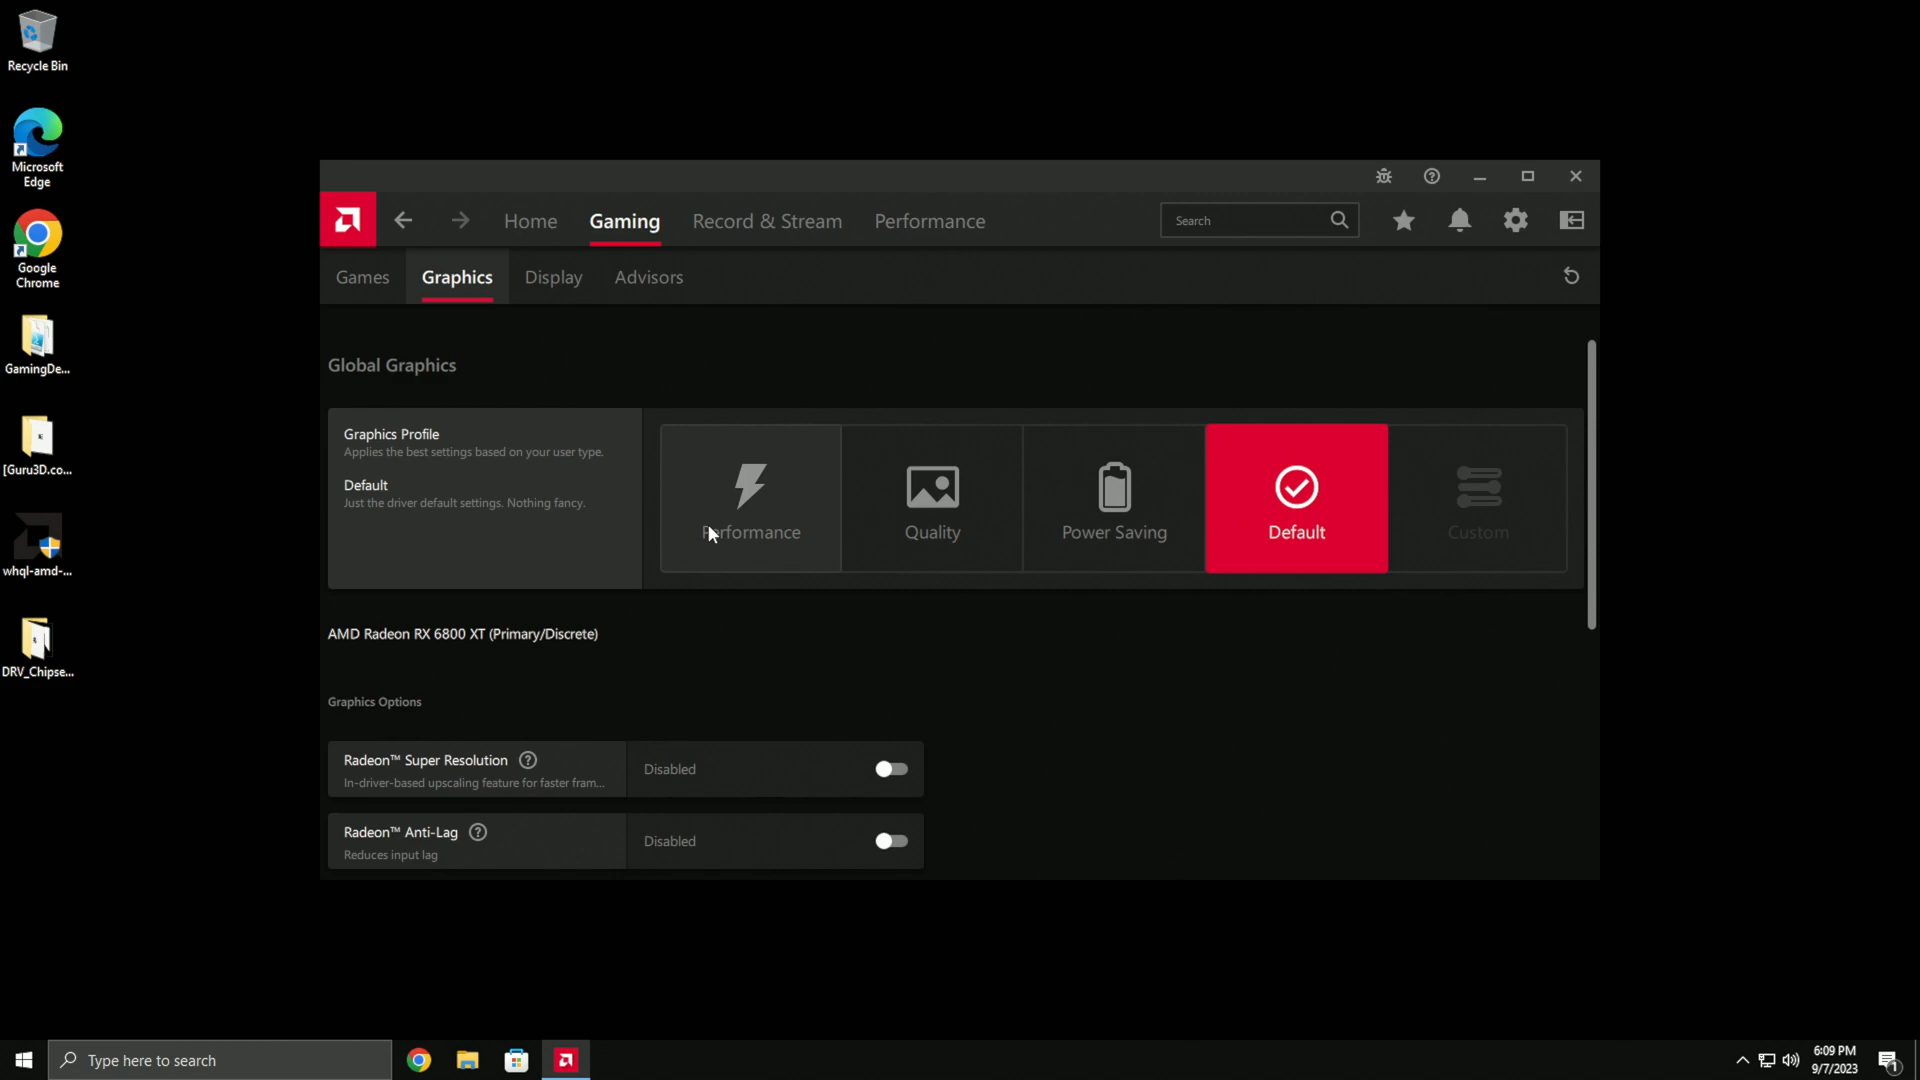 Recycle Bin
Microsoft
Edge
Google
Chrome
GamingDe...
[Guru3D.co...
whql-amd-...
DRV_Chipse...
Home
Gaming
Record & Stream
Performance
Search
Games
Graphics
Display
Advisors
Global Graphics
Graphics Profile
Applies the best settings based on your user type.
Default
Just the driver default settings. Nothing fancy.
Performance
Quality
Power Saving
Default
Custom
AMD Radeon RX 6800 XT (Primary/Discrete)
Graphics Options
Radeon™ Super Resolution
In-driver-based upscaling feature for faster fram...
Disabled
Radeon™ Anti-Lag
Reduces input lag
Disabled
Type here to search
6:09 PM
9/7/2023
1